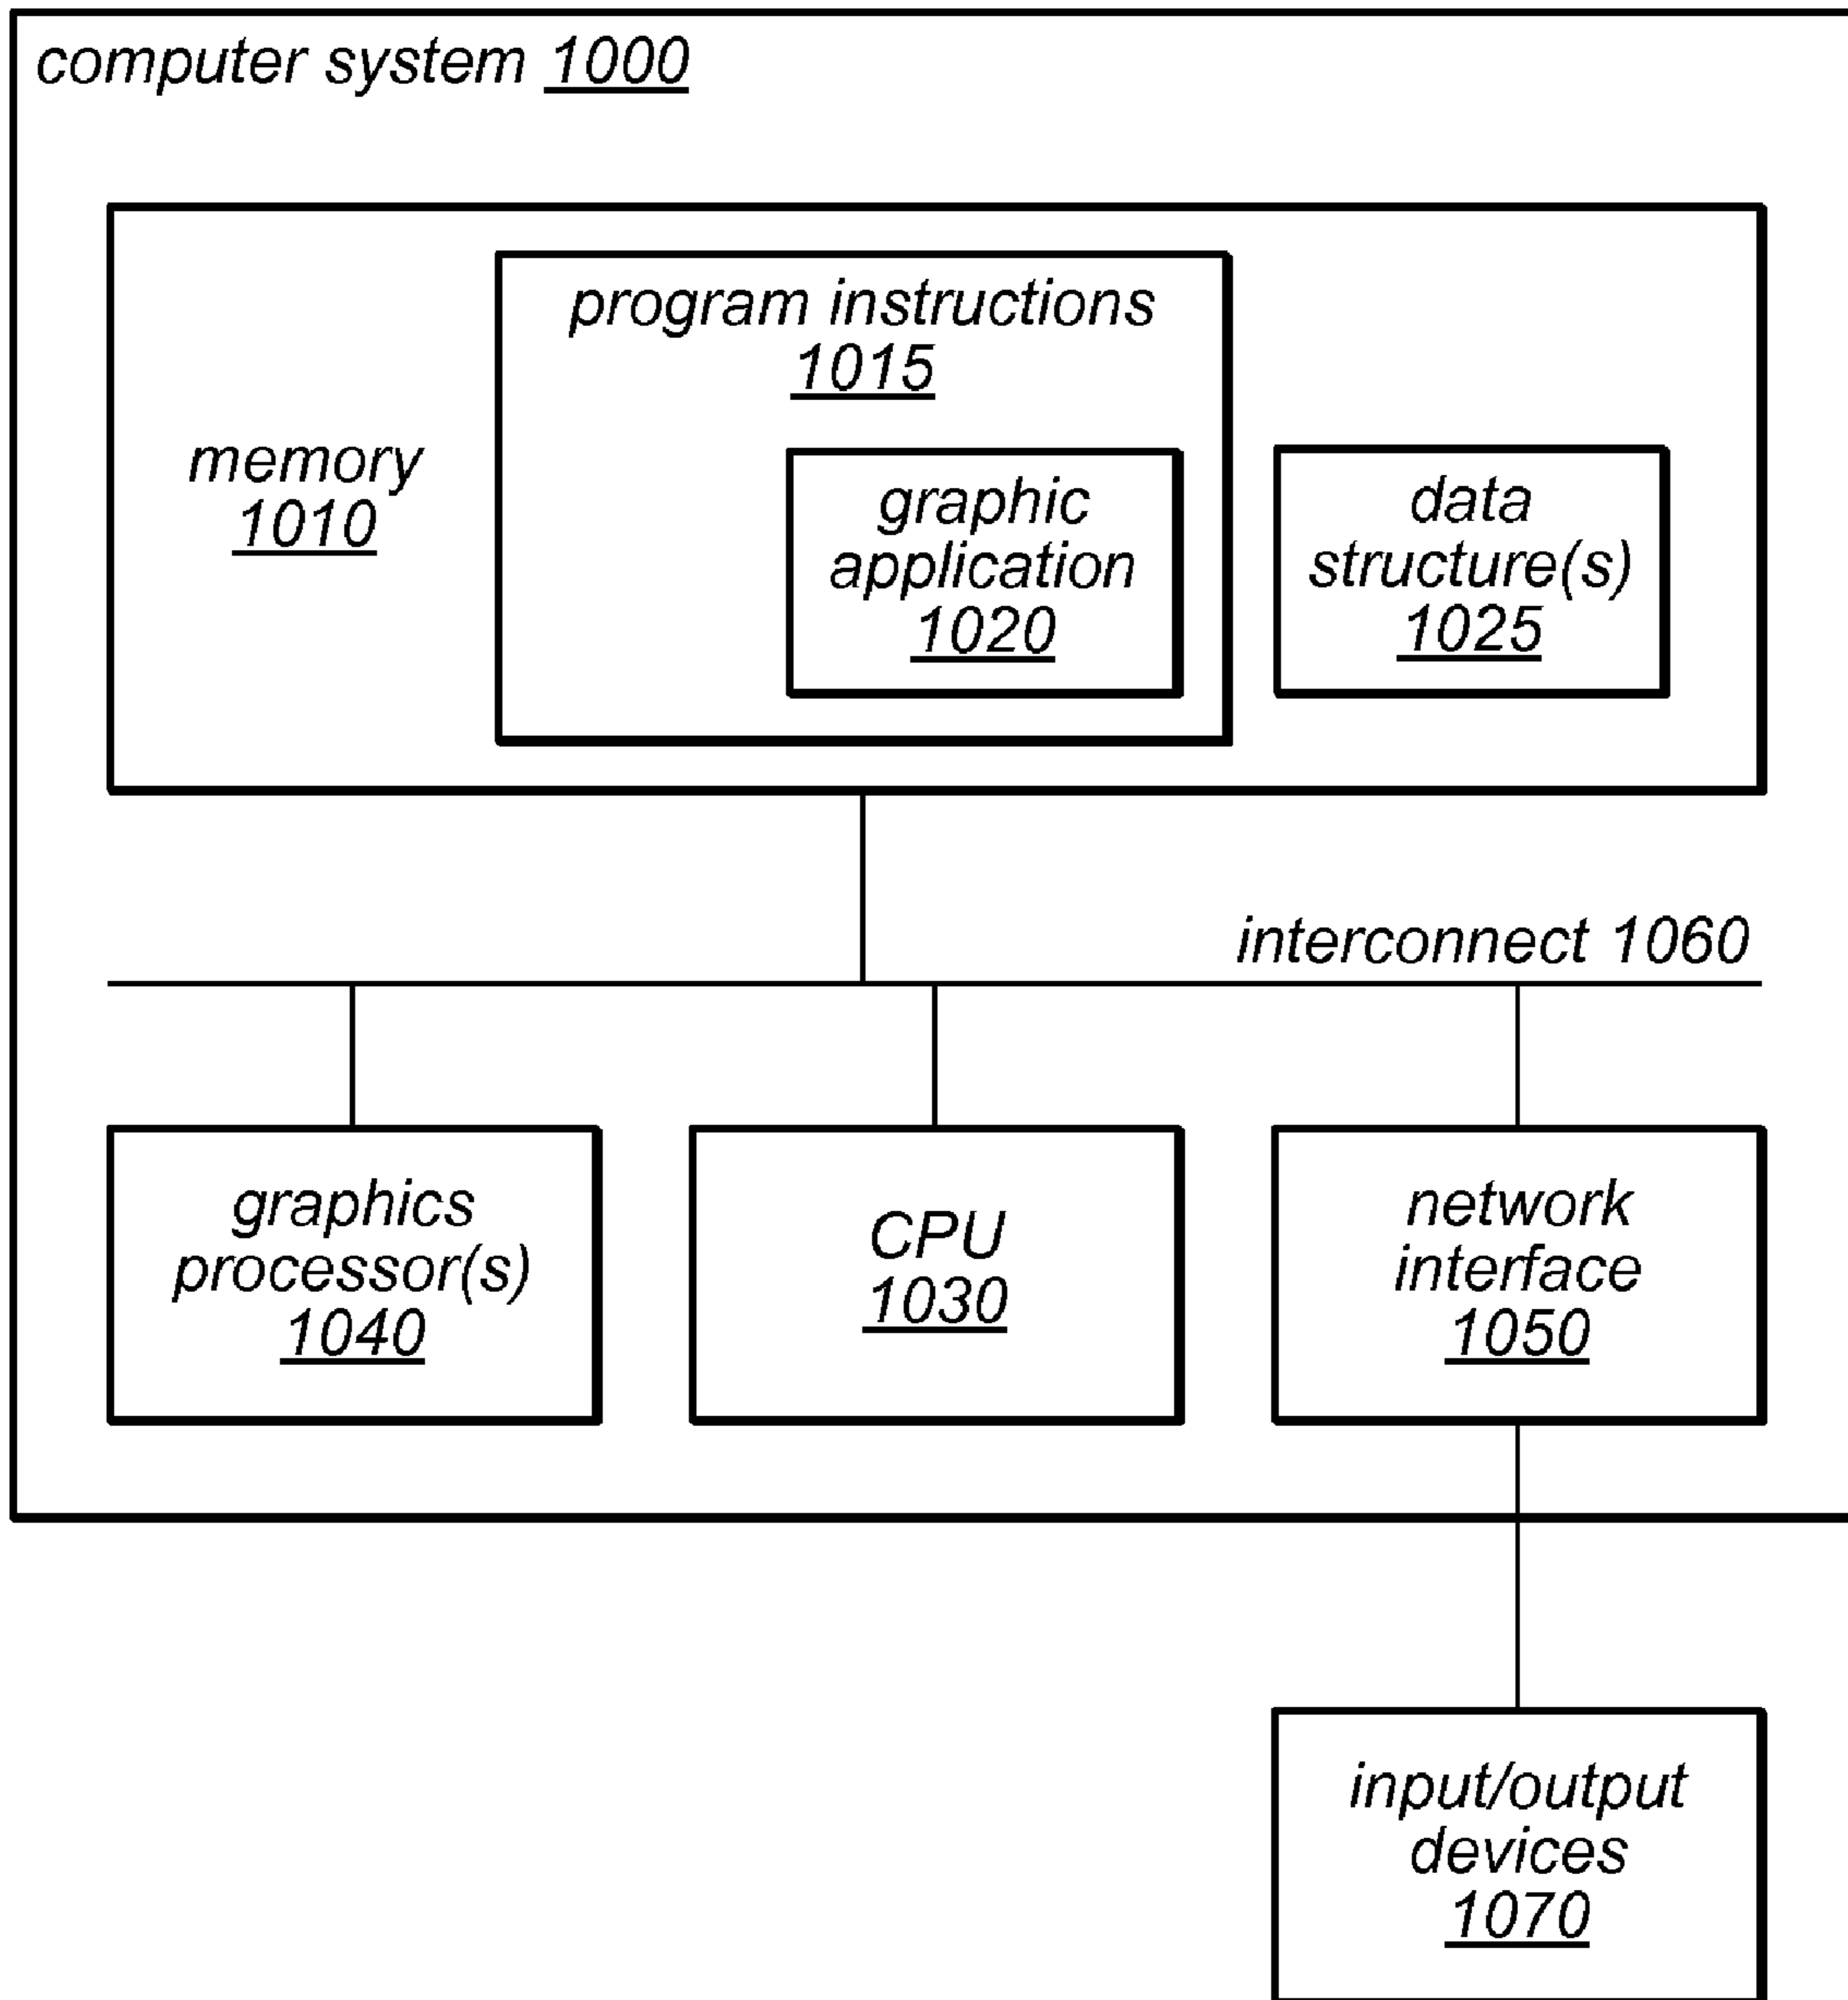 computer system 1000
program instructions
1015
memory
1010
graphic
application
1020
data
structure(s)
1025
interconnect 1060
graphics
processor(s)
1040
CPU
1030
network
interface
1050
input/output
devices
1070